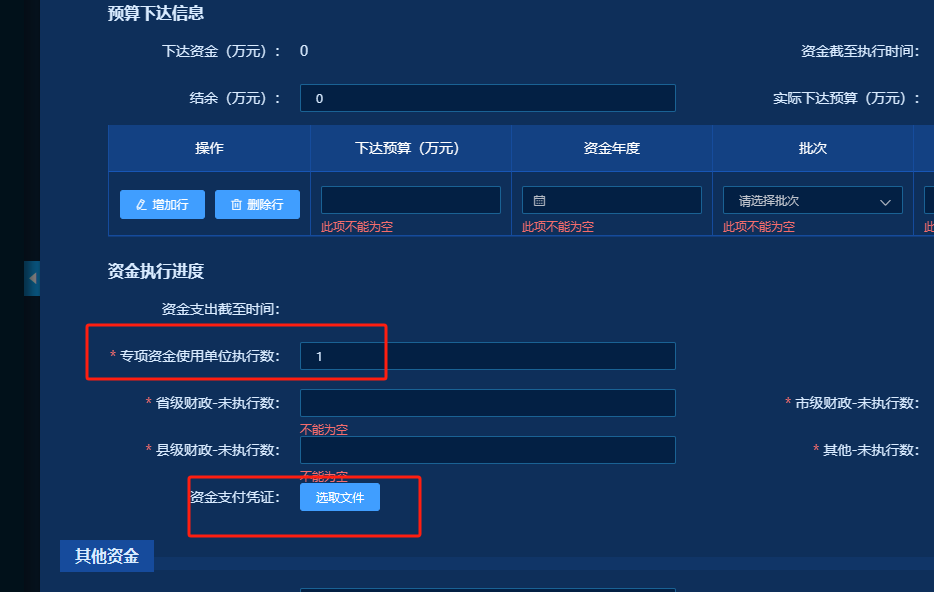 预算下达信息
下达资金（万元）： 0 资金截至执行时间：
结余（万元）： 0 实际下达预算（万元）：
操作 下达预算（万元） 资金年度 批次
增加行 删除行 请选择批次
此项不能为空 此项不能为空 此项不能为空 此
资金执行进度
资金支出截至时间：
* 专项资金使用单位执行数： 1
* 省级财政-未执行数： * 市级财政-未执行数：
不能为空
* 县级财政-未执行数： * 其他-未执行数：
不能为空
资金支付凭证： 选取文件
其他资金